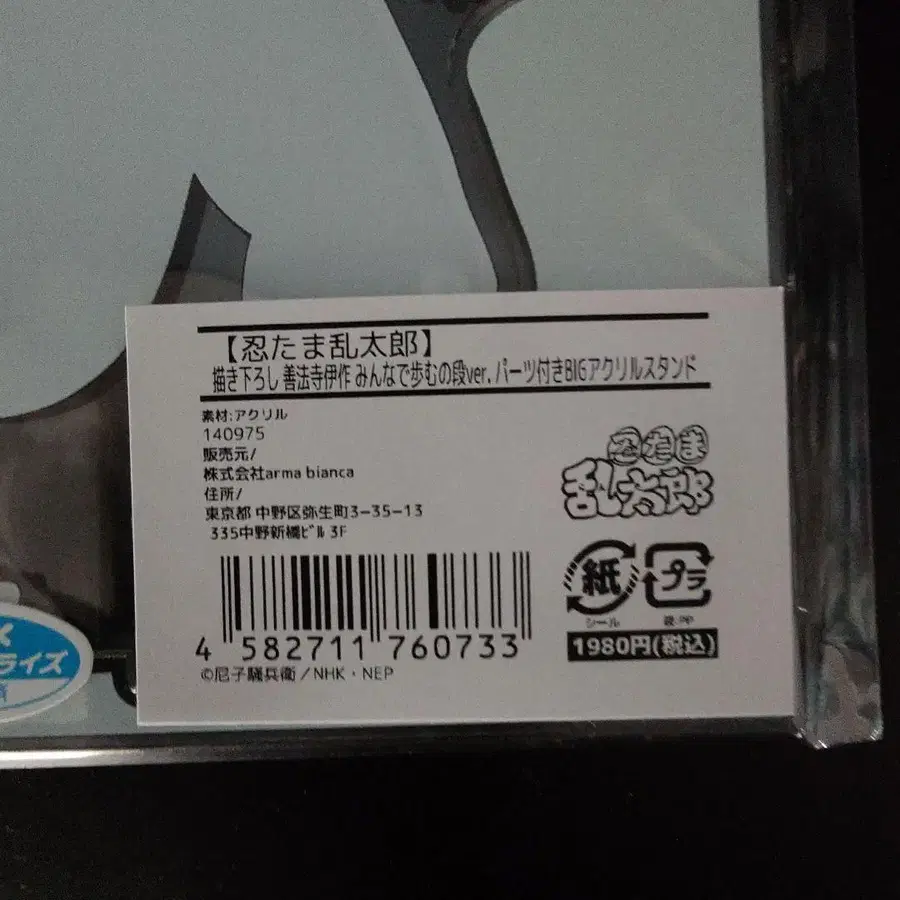 【忍たま乱太郎】
描き下ろし 善法寺伊作 みんなで歩むの段ver. パーツ付きBIGアクリルスタンド
素材:アクリル
140975
販売元/
株式会社arma bianca
住所/
東京都 中野区弥生町3-35-13
335中野新橋ビル 3F
忍たま
乱太郎
紙
プラ
シール
袋:PP
4 582711 760733
1980円(税込)
©尼子騒兵衛/NHK・NEP
ライズ